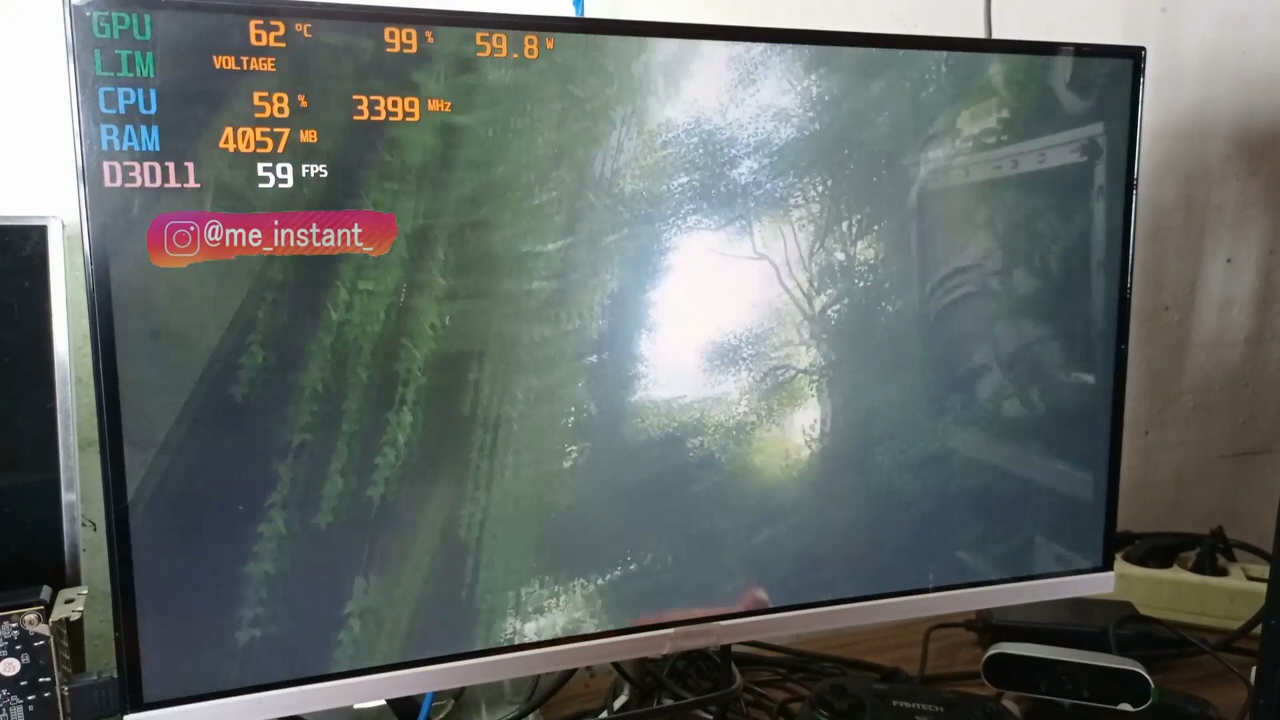 GPU 62 °C 99 % 59.8 W
LIM VOLTAGE
CPU 58 % 3399 MHz
RAM 4057 MB
D3D11 59 FPS
@me_instant_
FANTECH